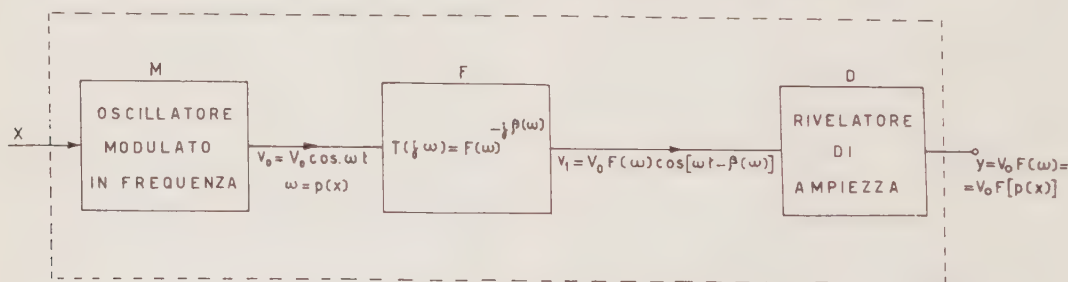 M
F
D
X
OSCILLATORE
MODULATO
IN FREQUENZA
v₀ = V₀ cos. ωt
ω = p(x)
T(jω) = F(ω)^-jβ(ω)
v₁ = V₀ F(ω) cos[ωt - β(ω)]
RIVELATORE
DI
AMPIEZZA
y = V₀ F(ω) =
= V₀ F[p(x)]